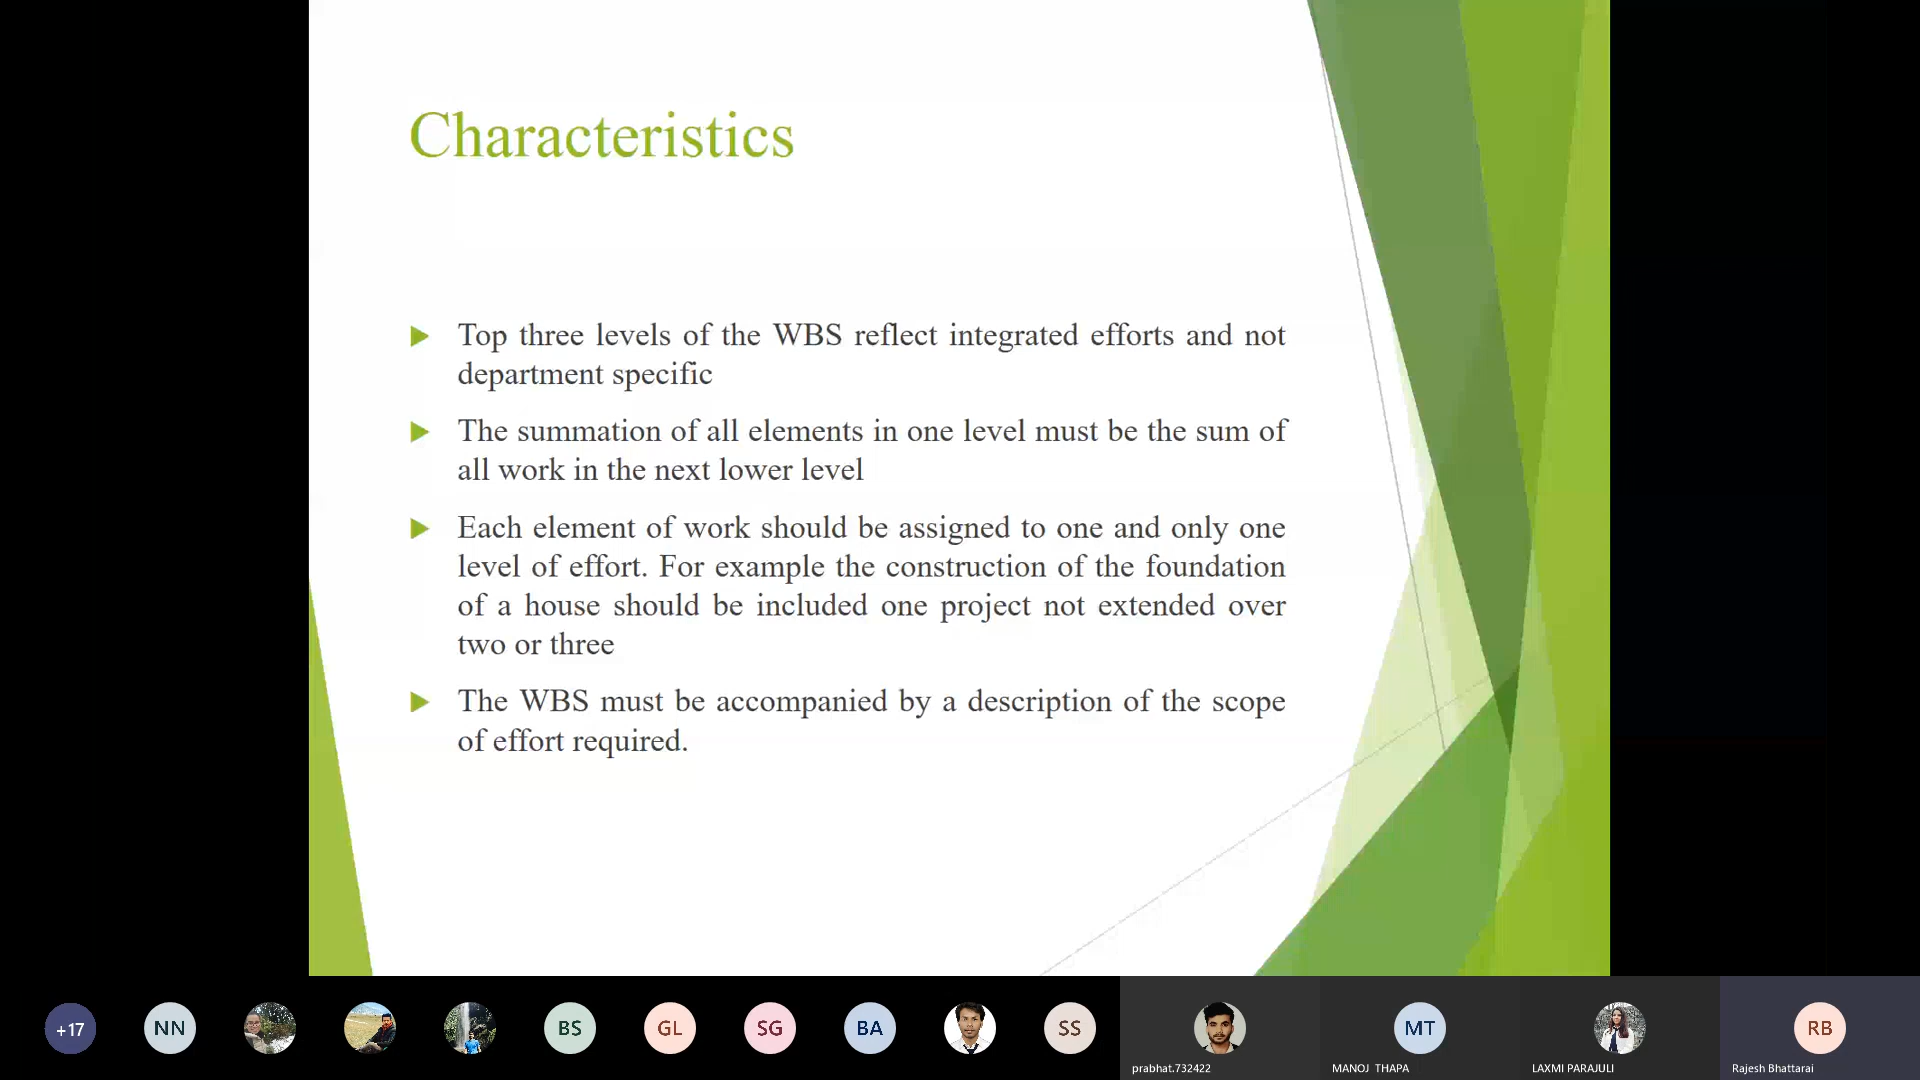 Characteristics
Top three levels of the WBS reflect integrated efforts and not
department specific
The summation of all elements in one level must be the sum of
all work in the next lower level
Each element of work should be assigned to one and only one
level of effort. For example the construction of the foundation
of a house should be included one project not extended over
two or three
The WBS must be accompanied by a description of the scope
of effort required.
+17
NN
BS
GL
SG
BA
SS
MT
RB
prabhat.732422
MANOJ THAPA
LAXMI PARAJULI
Rajesh Bhattarai